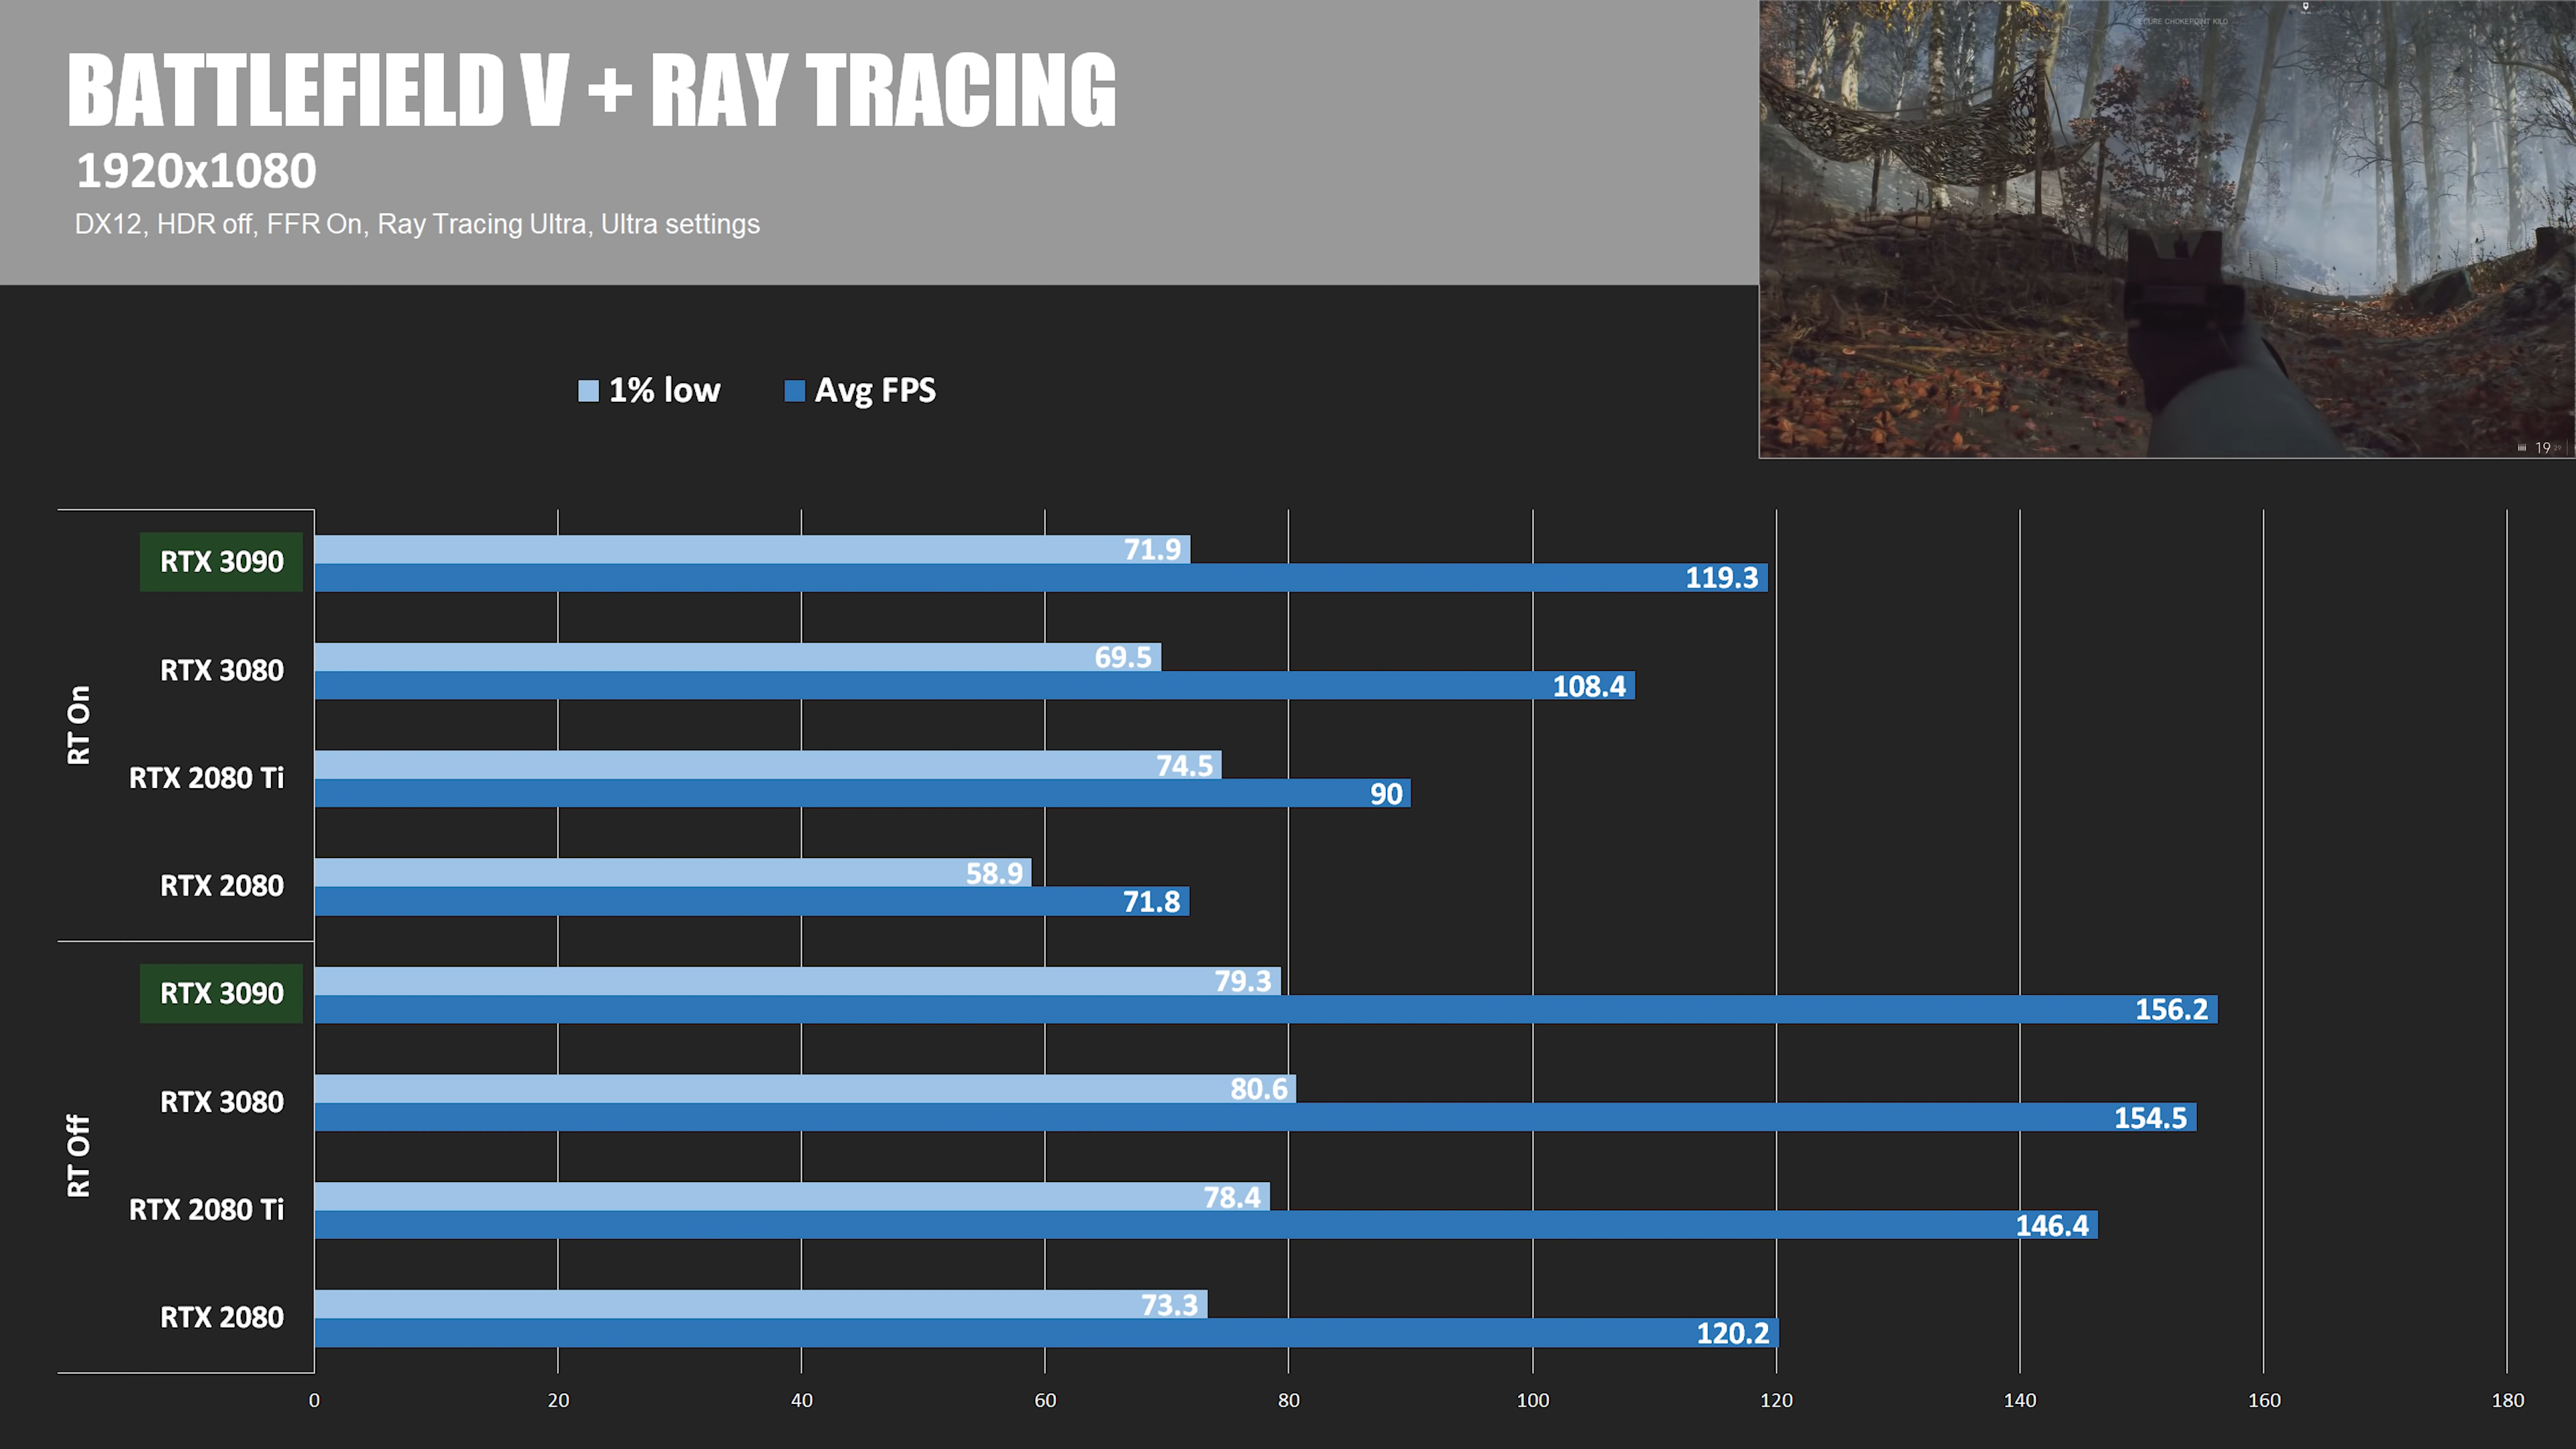 BATTLEFIELD V + RAY TRACING
1920x1080
DX12, HDR off, FFR On, Ray Tracing Ultra, Ultra settings
SECURE CHOKEPOINT KILO
19
1% low
Avg FPS
RT On
RTX 3090
71.9
119.3
RTX 3080
69.5
108.4
RTX 2080 Ti
74.5
90
RTX 2080
58.9
71.8
RT Off
RTX 3090
79.3
156.2
RTX 3080
80.6
154.5
RTX 2080 Ti
78.4
146.4
RTX 2080
73.3
120.2
0 20 40 60 80 100 120 140 160 180